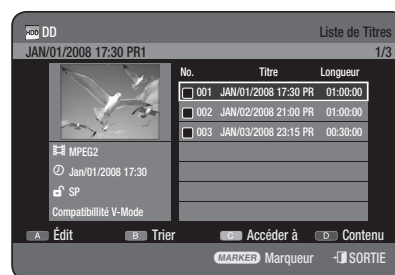 HDD DD Liste de Titres
JAN/01/2008 17:30 PR1 1/3
No. Titre Longueur
001 JAN/01/2008 17:30 PR 01:00:00
002 JAN/02/2008 21:00 PR 01:00:00
003 JAN/03/2008 23:15 PR 00:30:00
MPEG2
Jan/01/2008 17:30
SP
Compatibillité V-Mode
A Édit B Trier C Accéder à D Contenu
MARKER Marqueur SORTIE